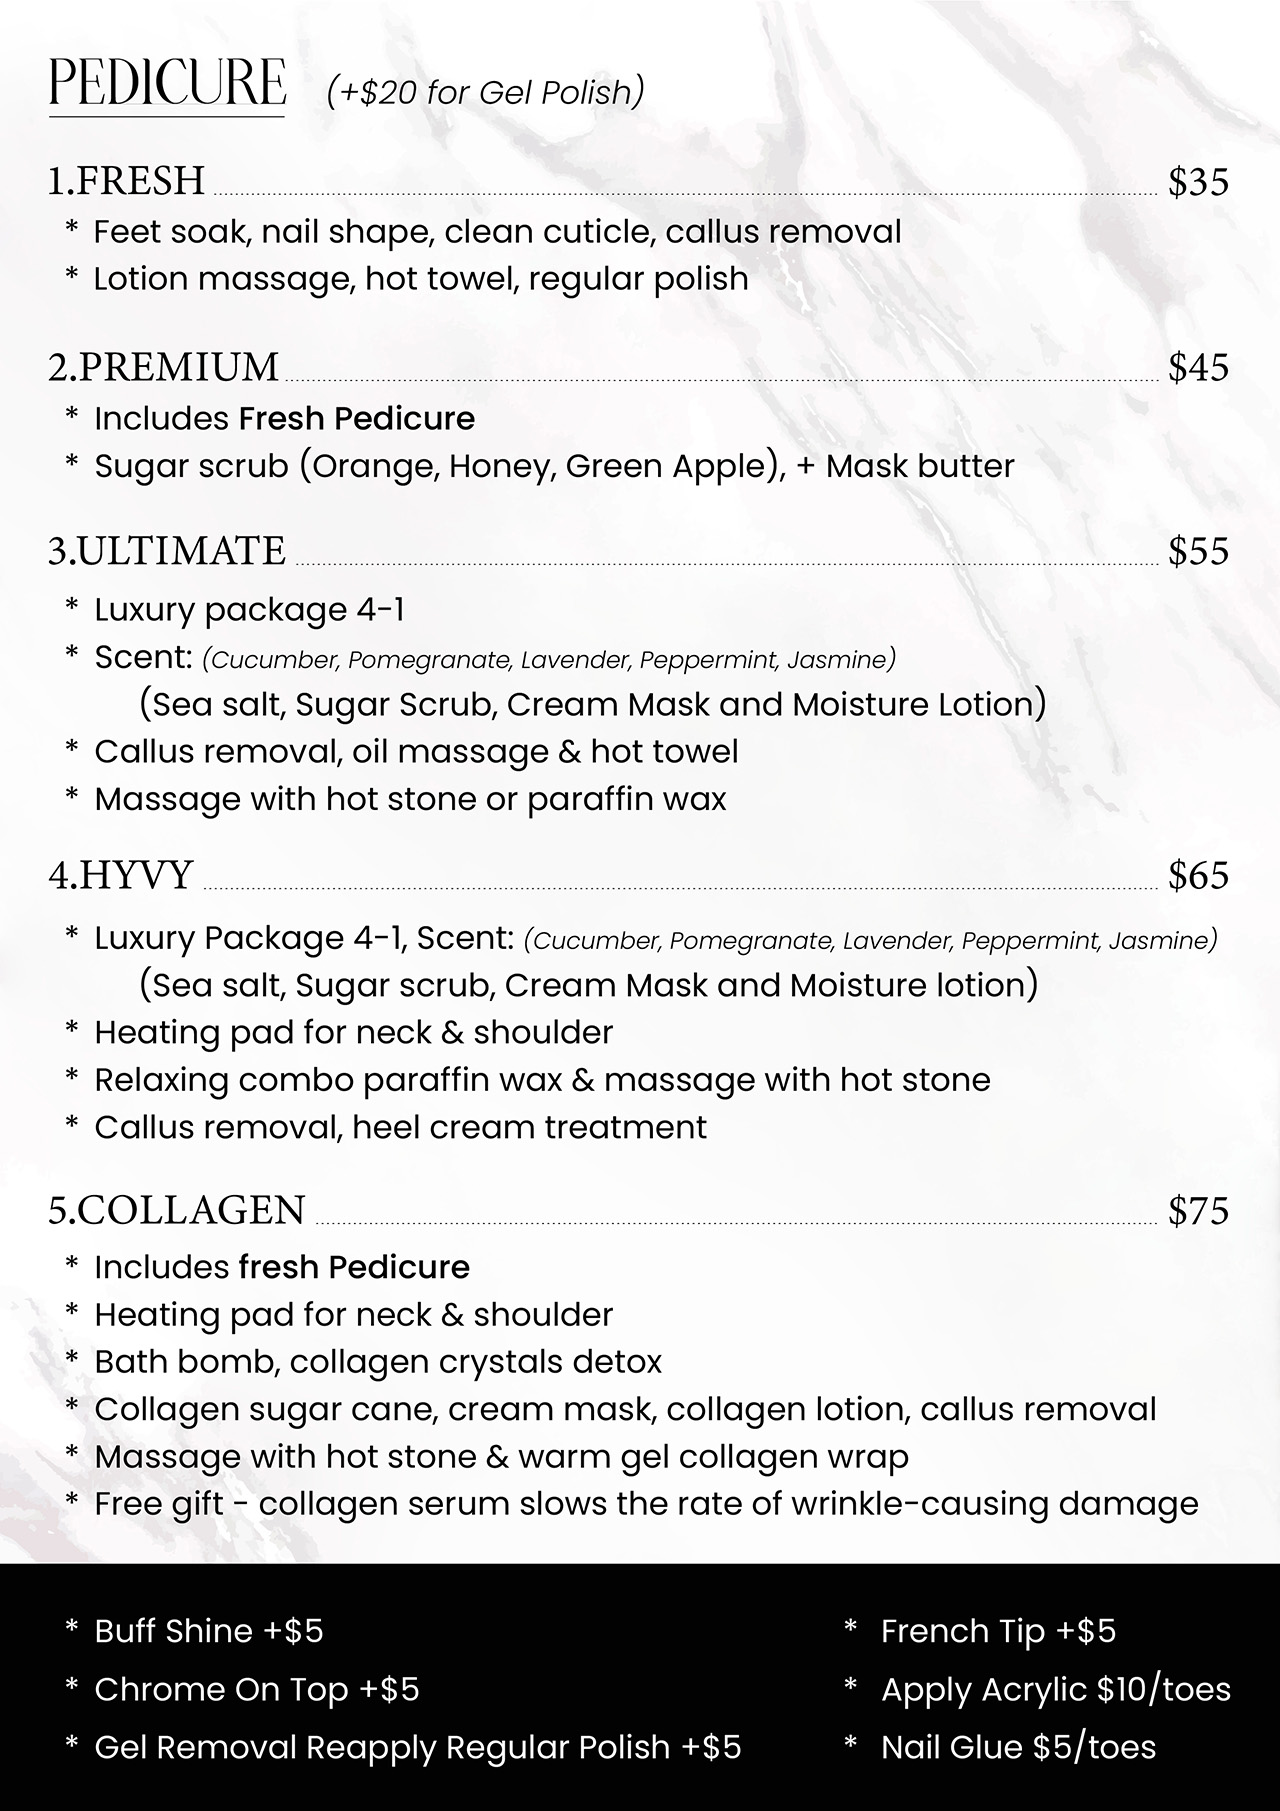 PEDICURE (+$20 for Gel Polish)
1.FRESH $35
* Feet soak, nail shape, clean cuticle, callus removal
* Lotion massage, hot towel, regular polish
2.PREMIUM $45
* Includes Fresh Pedicure
* Sugar scrub (Orange, Honey, Green Apple), + Mask butter
3.ULTIMATE $55
* Luxury package 4-1
* Scent: (Cucumber, Pomegranate, Lavender, Peppermint, Jasmine)
(Sea salt, Sugar Scrub, Cream Mask and Moisture Lotion)
* Callus removal, oil massage & hot towel
* Massage with hot stone or paraffin wax
4.HYVY $65
* Luxury Package 4-1, Scent: (Cucumber, Pomegranate, Lavender, Peppermint, Jasmine)
(Sea salt, Sugar scrub, Cream Mask and Moisture lotion)
* Heating pad for neck & shoulder
* Relaxing combo paraffin wax & massage with hot stone
* Callus removal, heel cream treatment
5.COLLAGEN $75
* Includes fresh Pedicure
* Heating pad for neck & shoulder
* Bath bomb, collagen crystals detox
* Collagen sugar cane, cream mask, collagen lotion, callus removal
* Massage with hot stone & warm gel collagen wrap
* Free gift - collagen serum slows the rate of wrinkle-causing damage
* Buff Shine +$5
* Chrome On Top +$5
* Gel Removal Reapply Regular Polish +$5
* French Tip +$5
* Apply Acrylic $10/toes
* Nail Glue $5/toes